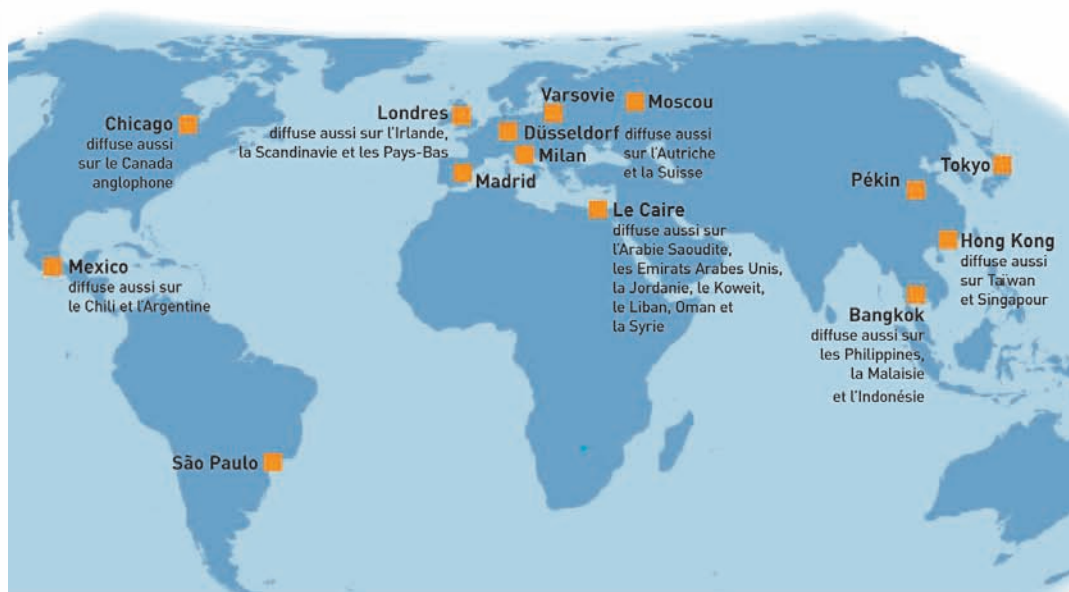 Chicago
diffuse aussi
sur le Canada
anglophone
Mexico
diffuse aussi sur
le Chili et l'Argentine
São Paulo
Londres
diffuse aussi sur l'Irlande,
la Scandinavie et les Pays-Bas
Varsovie
Moscou
Düsseldorf
diffuse aussi
sur l'Autriche
et la Suisse
Milan
Madrid
Le Caire
diffuse aussi sur
l'Arabie Saoudite,
les Emirats Arabes Unis,
la Jordanie, le Koweit,
le Liban, Oman et
la Syrie
Tokyo
Pékin
Hong Kong
diffuse aussi
sur Taïwan
et Singapour
Bangkok
diffuse aussi sur
les Philippines,
la Malaisie
et l'Indonésie